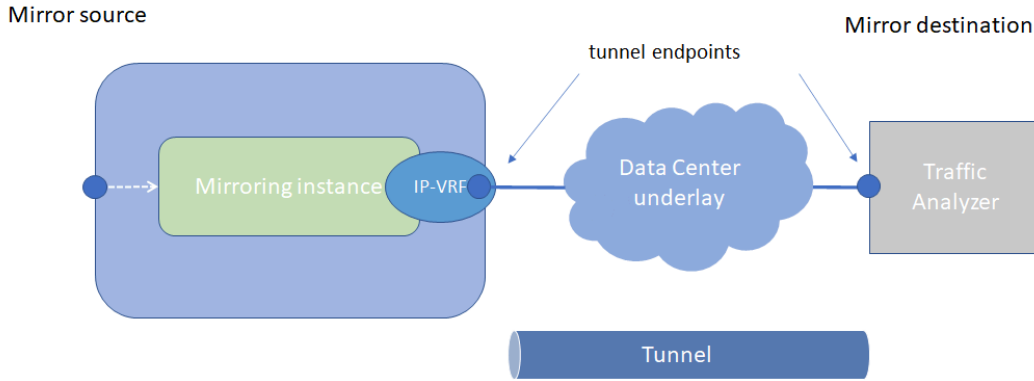 Mirror source
Mirror destination
tunnel endpoints
Mirroring instance
IP-VRF
Data Center
underlay
Traffic
Analyzer
Tunnel